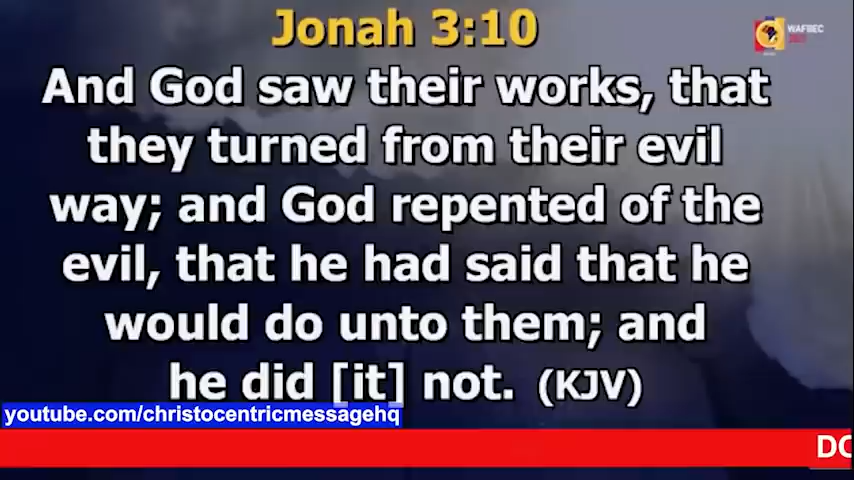 Jonah 3:10
WAFBEC
And God saw their works, that
they turned from their evil
way; and God repented of the
evil, that he had said that he
would do unto them; and
he did [it] not. (KJV)
youtube.com/christocentricmessagehq
DO